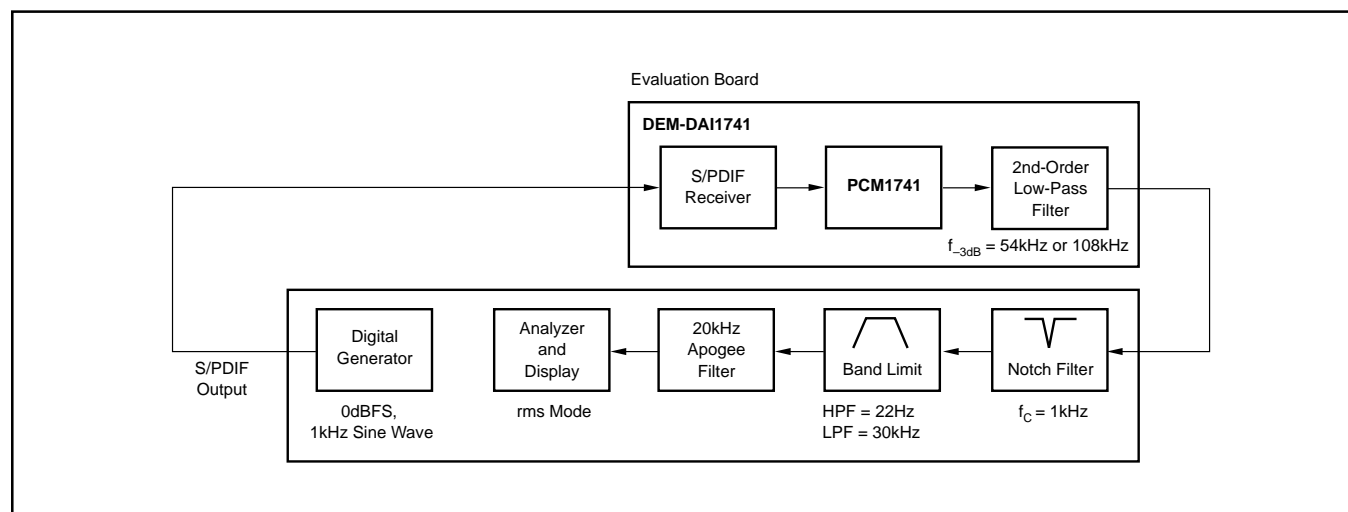 Evaluation Board
DEM-DAI1741
S/PDIF
Receiver
PCM1741
2nd-Order
Low-Pass
Filter
f–3dB = 54kHz or 108kHz
S/PDIF
Output
Digital
Generator
0dBFS,
1kHz Sine Wave
Analyzer
and
Display
rms Mode
20kHz
Apogee
Filter
Band Limit
HPF = 22Hz
LPF = 30kHz
Notch Filter
fC = 1kHz